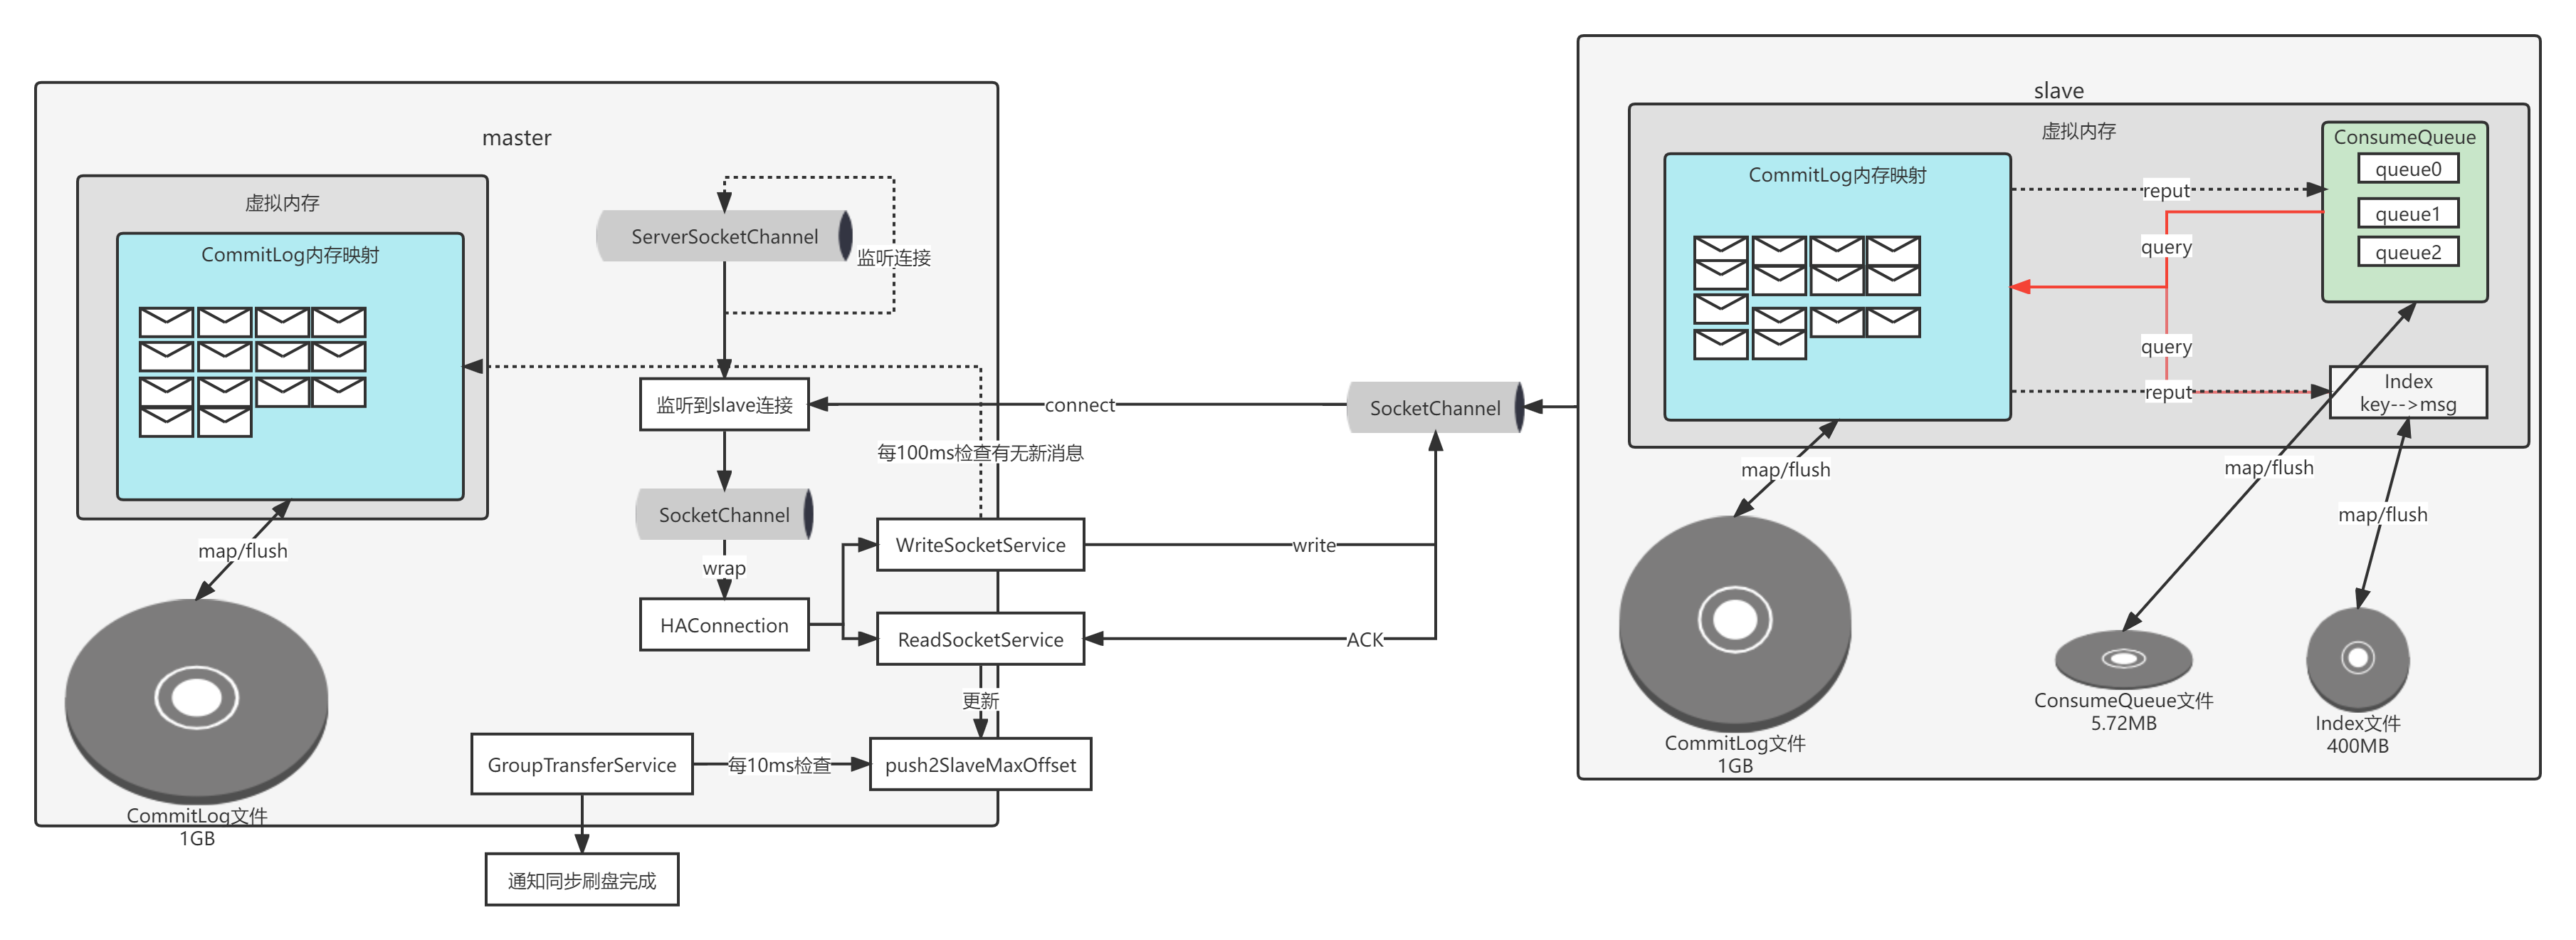 master
虚拟内存
CommitLog内存映射
map/flush
CommitLog文件
1GB
ServerSocketChannel
监听连接
监听到slave连接
每100ms检查有无新消息
SocketChannel
wrap
HAConnection
WriteSocketService
ReadSocketService
更新
GroupTransferService
每10ms检查
push2SlaveMaxOffset
通知同步刷盘完成
connect
SocketChannel
write
ACK
slave
虚拟内存
CommitLog内存映射
ConsumeQueue
queue0
queue1
queue2
reput
query
query
reput
Index
key-->msg
map/flush
map/flush
map/flush
CommitLog文件
1GB
ConsumeQueue文件
5.72MB
Index文件
400MB